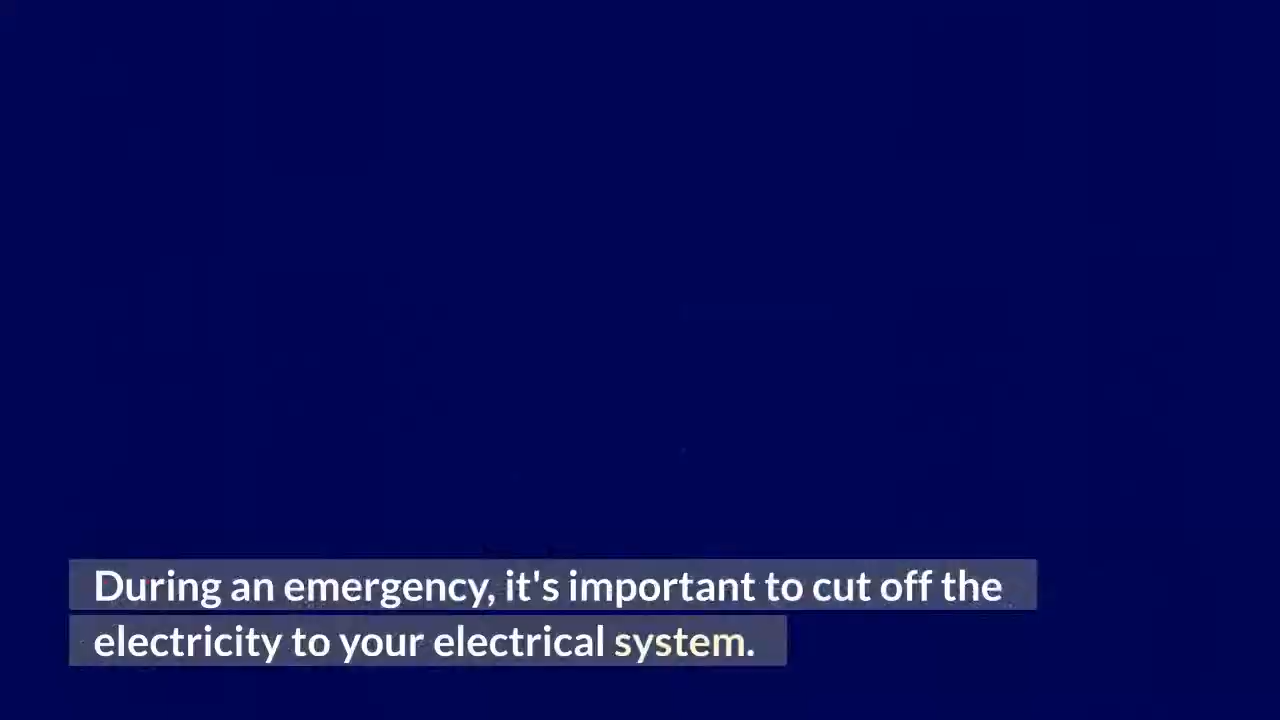 During an emergency, it's important to cut off the
electricity to your electrical system.